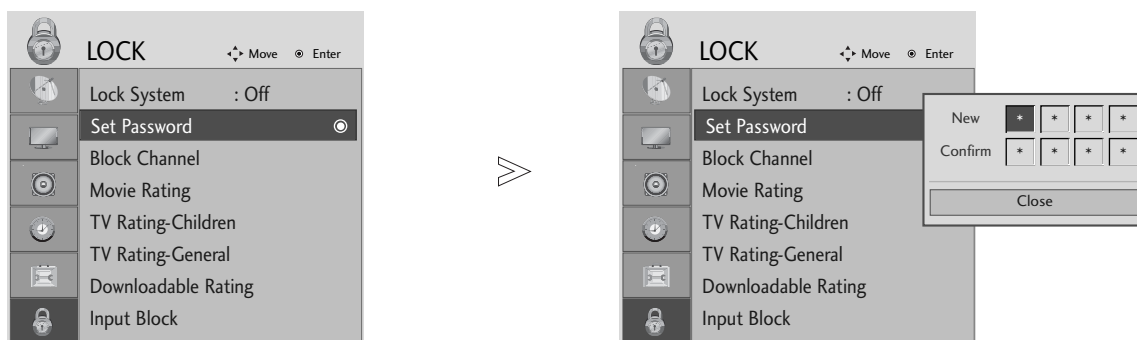 LOCK Move Enter
Lock System : Off
Set Password
Block Channel
Movie Rating
TV Rating-Children
TV Rating-General
Downloadable Rating
Input Block
>
LOCK Move Enter
Lock System : Off
Set Password
Block Channel
Movie Rating
TV Rating-Children
TV Rating-General
Downloadable Rating
Input Block
New * * * *
Confirm * * * *
Close